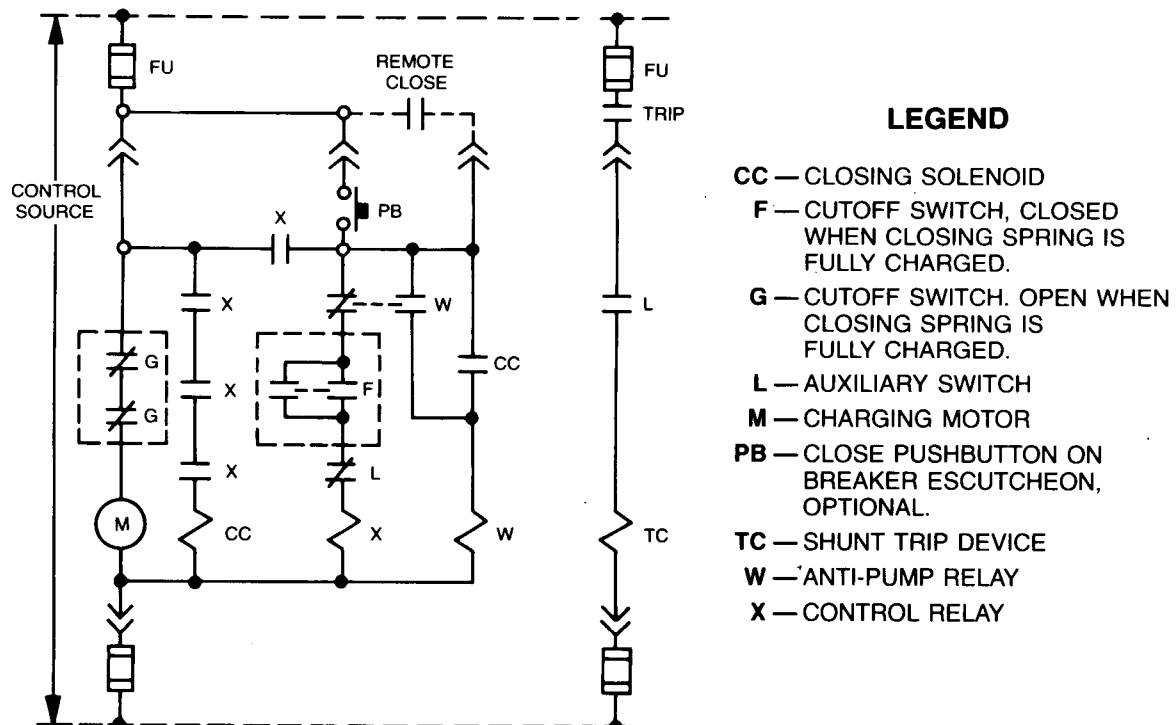 FU
REMOTE
CLOSE
FU
TRIP
CONTROL
SOURCE
PB
X
X
W
L
G
CC
X
F
G
X
L
M
CC
X
W
TC
LEGEND
CC — CLOSING SOLENOID
F — CUTOFF SWITCH, CLOSED
WHEN CLOSING SPRING IS
FULLY CHARGED.
G — CUTOFF SWITCH. OPEN WHEN
CLOSING SPRING IS
FULLY CHARGED.
L — AUXILIARY SWITCH
M — CHARGING MOTOR
PB — CLOSE PUSHBUTTON ON
BREAKER ESCUTCHEON,
OPTIONAL.
TC — SHUNT TRIP DEVICE
W — ANTI-PUMP RELAY
X — CONTROL RELAY